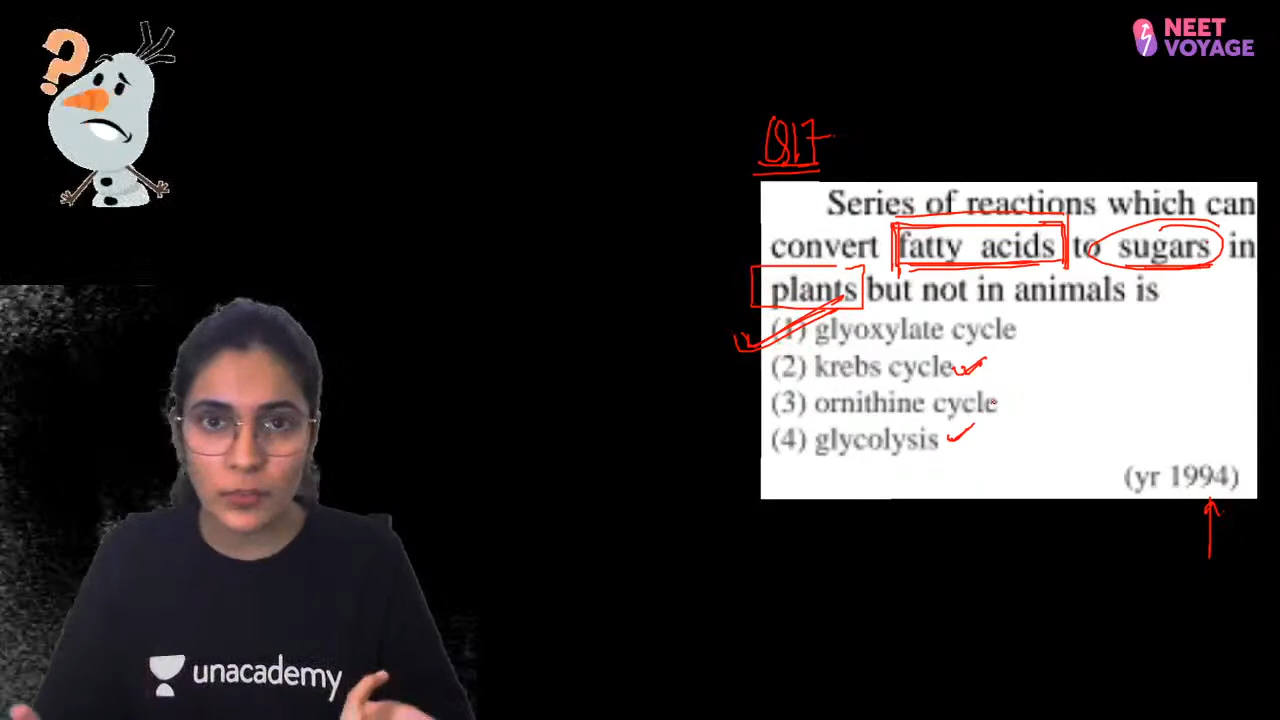 NEET
VOYAGE
Q17
Series of reactions which can
convert fatty acids to sugars in
plants but not in animals is
(1) glyoxylate cycle
(2) krebs cycle
(3) ornithine cycle
(4) glycolysis
(yr 1994)
unacademy